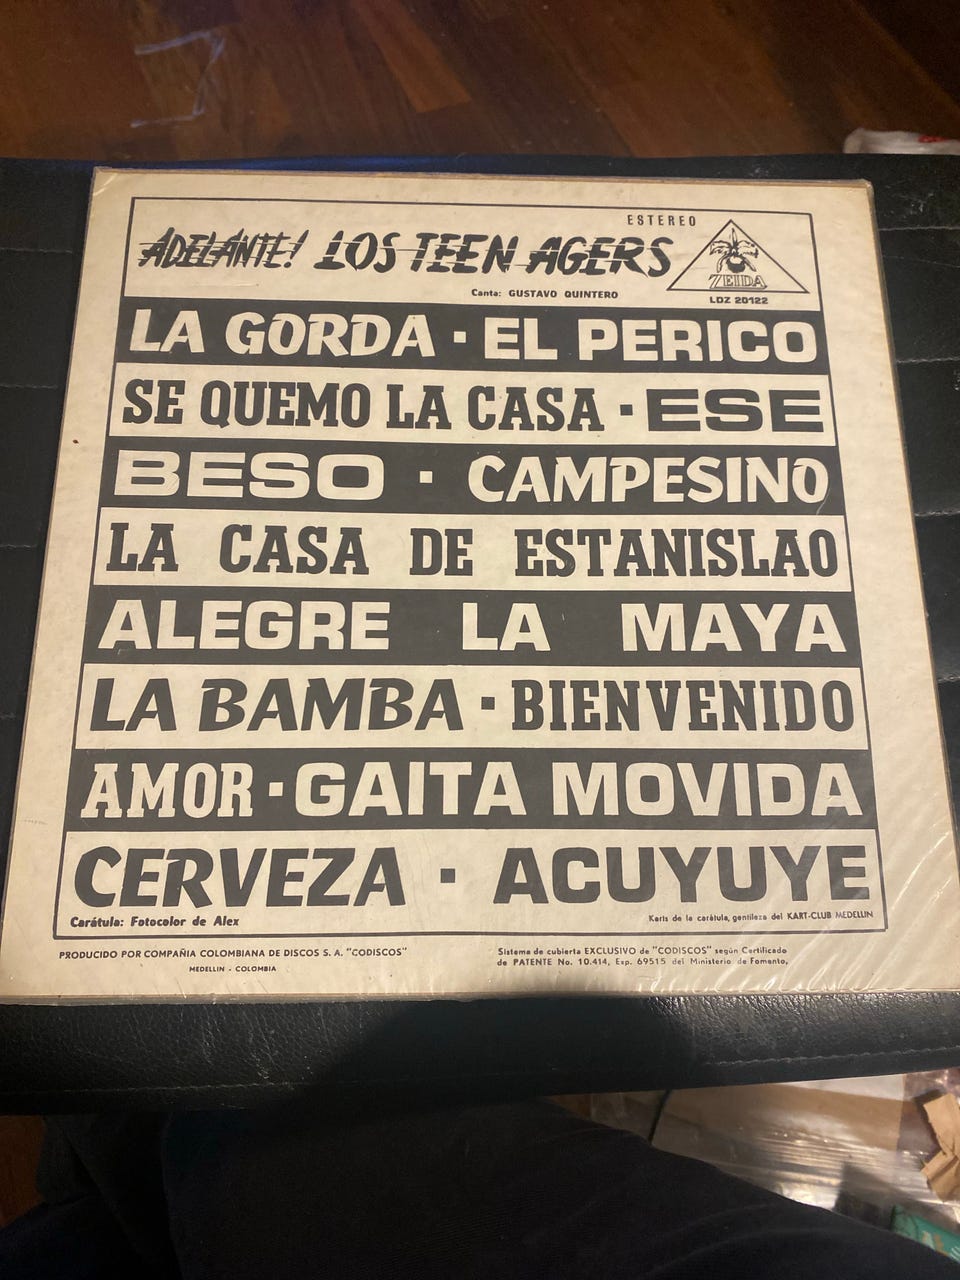 ESTEREO
ADELANTE! LOS TEEN AGERS
ZEIDA
Canta: GUSTAVO QUINTERO
LDZ 20122
LA GORDA · EL PERICO
SE QUEMO LA CASA · ESE
BESO · CAMPESINO
LA CASA DE ESTANISLAO
ALEGRE LA MAYA
LA BAMBA · BIENVENIDO
AMOR · GAITA MOVIDA
CERVEZA · ACUYUYE
Carátula: Fotocolor de Alex
Karts de la carátula, gentileza del KART-CLUB MEDELLIN
PRODUCIDO POR COMPAÑIA COLOMBIANA DE DISCOS S. A. "CODISCOS"
MEDELLIN - COLOMBIA
Sistema de cubierta EXCLUSIVO de "CODISCOS" según Certificado
de PATENTE No. 10.414, Exp. 69515 del Ministerio de Fomento,